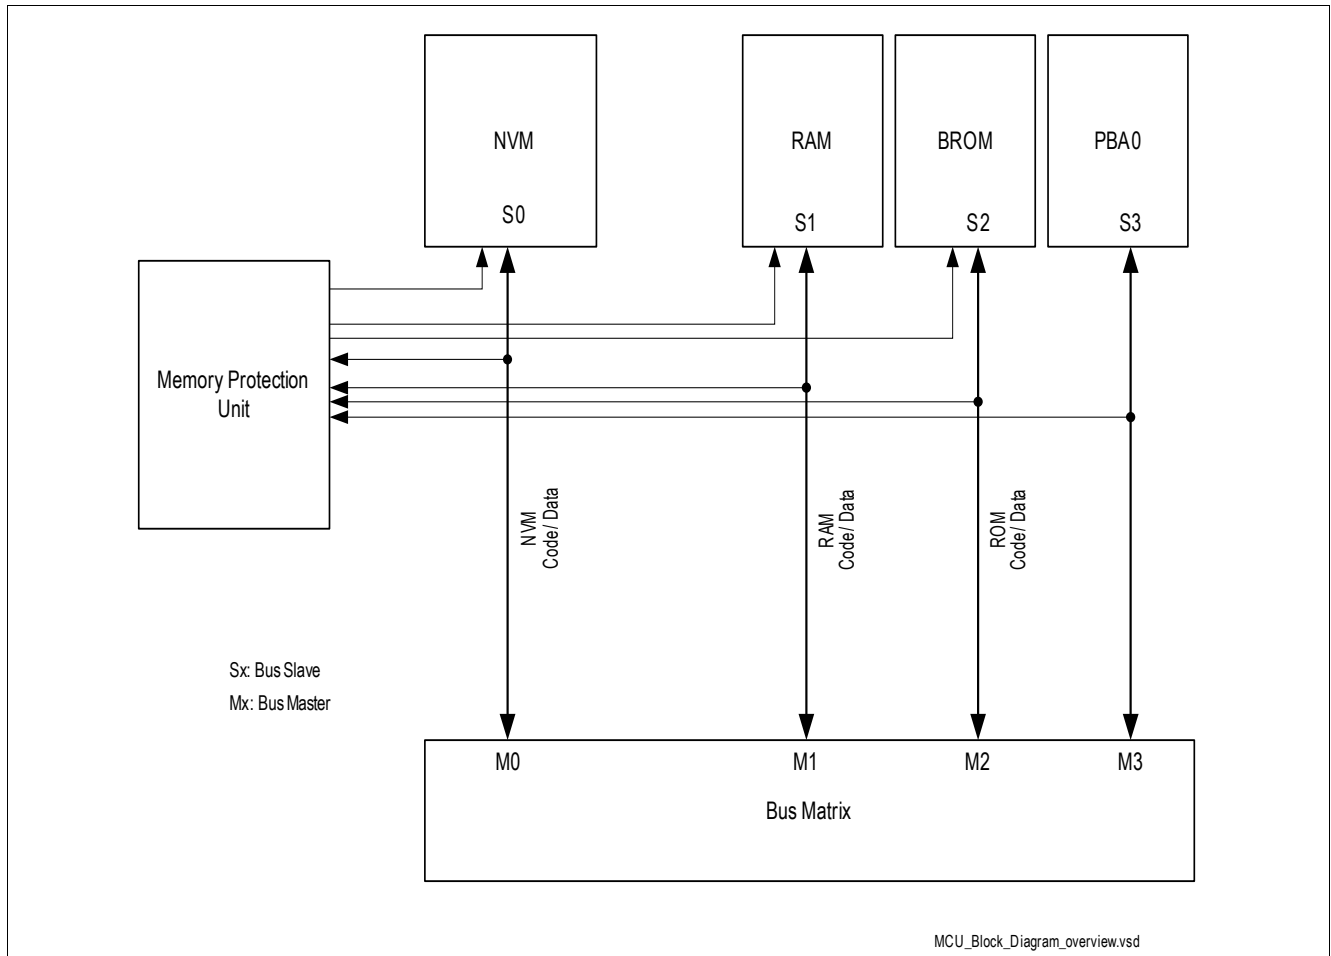 NVM
RAM
BROM
PBA0
S0
S1
S2
S3
Memory Protection
Unit
NVM
Code/ Data
RAM
Code/ Data
ROM
Code/ Data
Sx: Bus Slave
Mx: Bus Master
M0
M1
M2
M3
Bus Matrix
MCU_Block_Diagram_overview.vsd